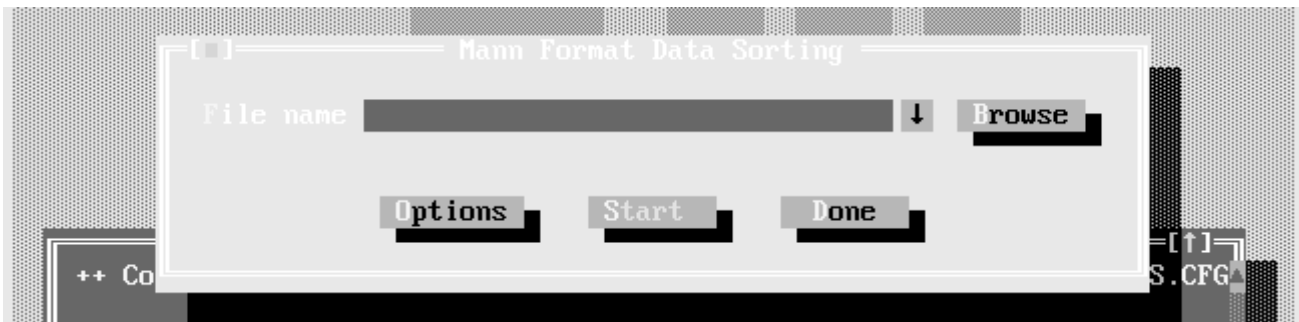 [■] Mann Format Data Sorting
File name ↓ Browse
Options Start Done
[↑]
++ Co S.CFG▲